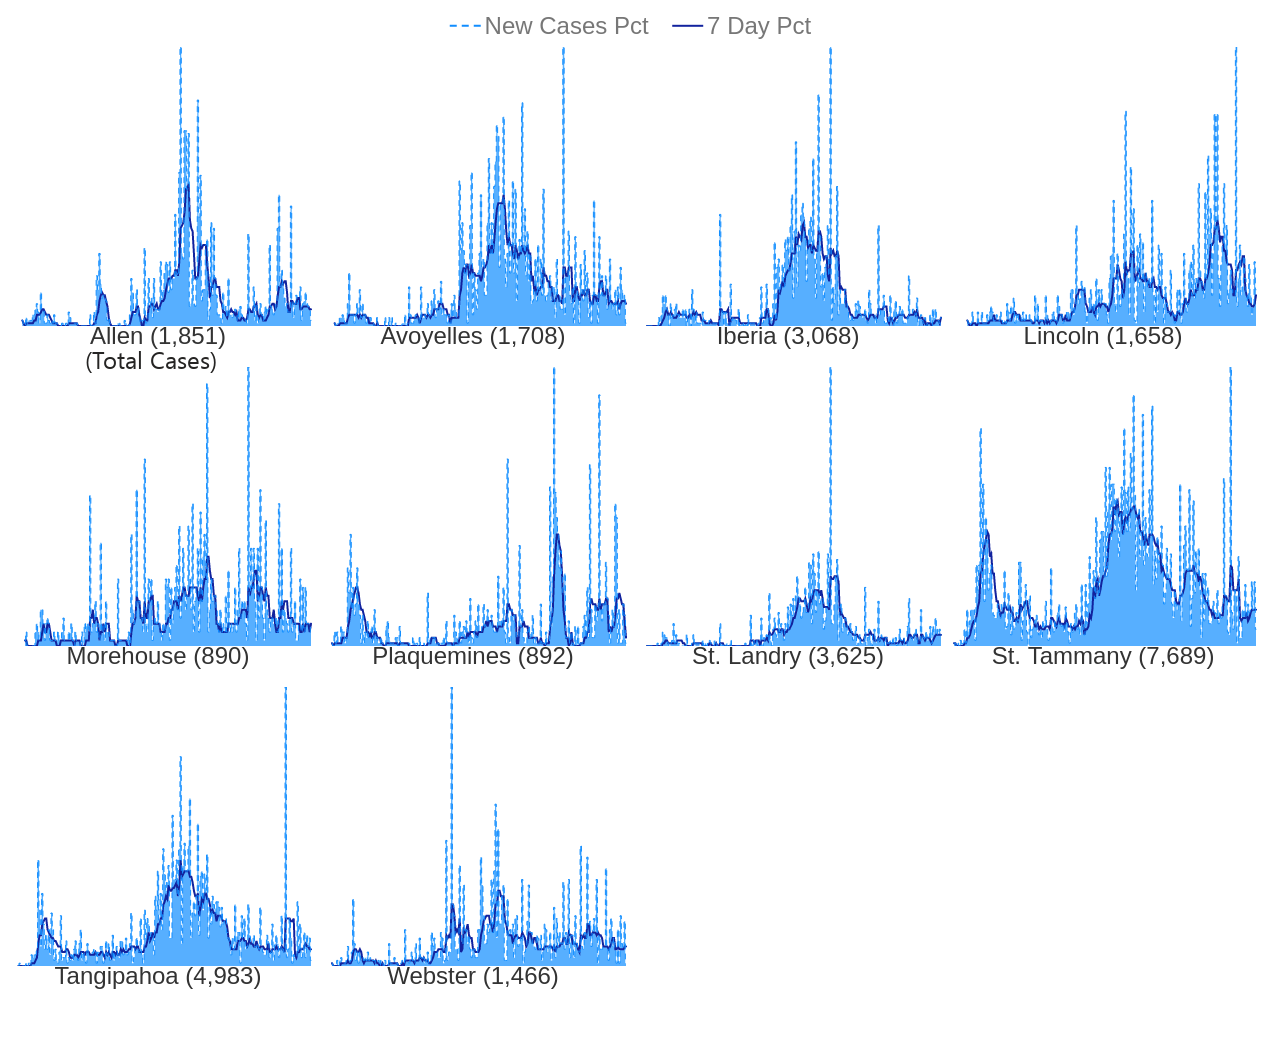 New Cases Pct 7 Day Pct
Allen (1,851) Avoyelles (1,708) Iberia (3,068) Lincoln (1,658)
(Total Cases)
Morehouse (890) Plaquemines (892) St. Landry (3,625) St. Tammany (7,689)
Tangipahoa (4,983) Webster (1,466)